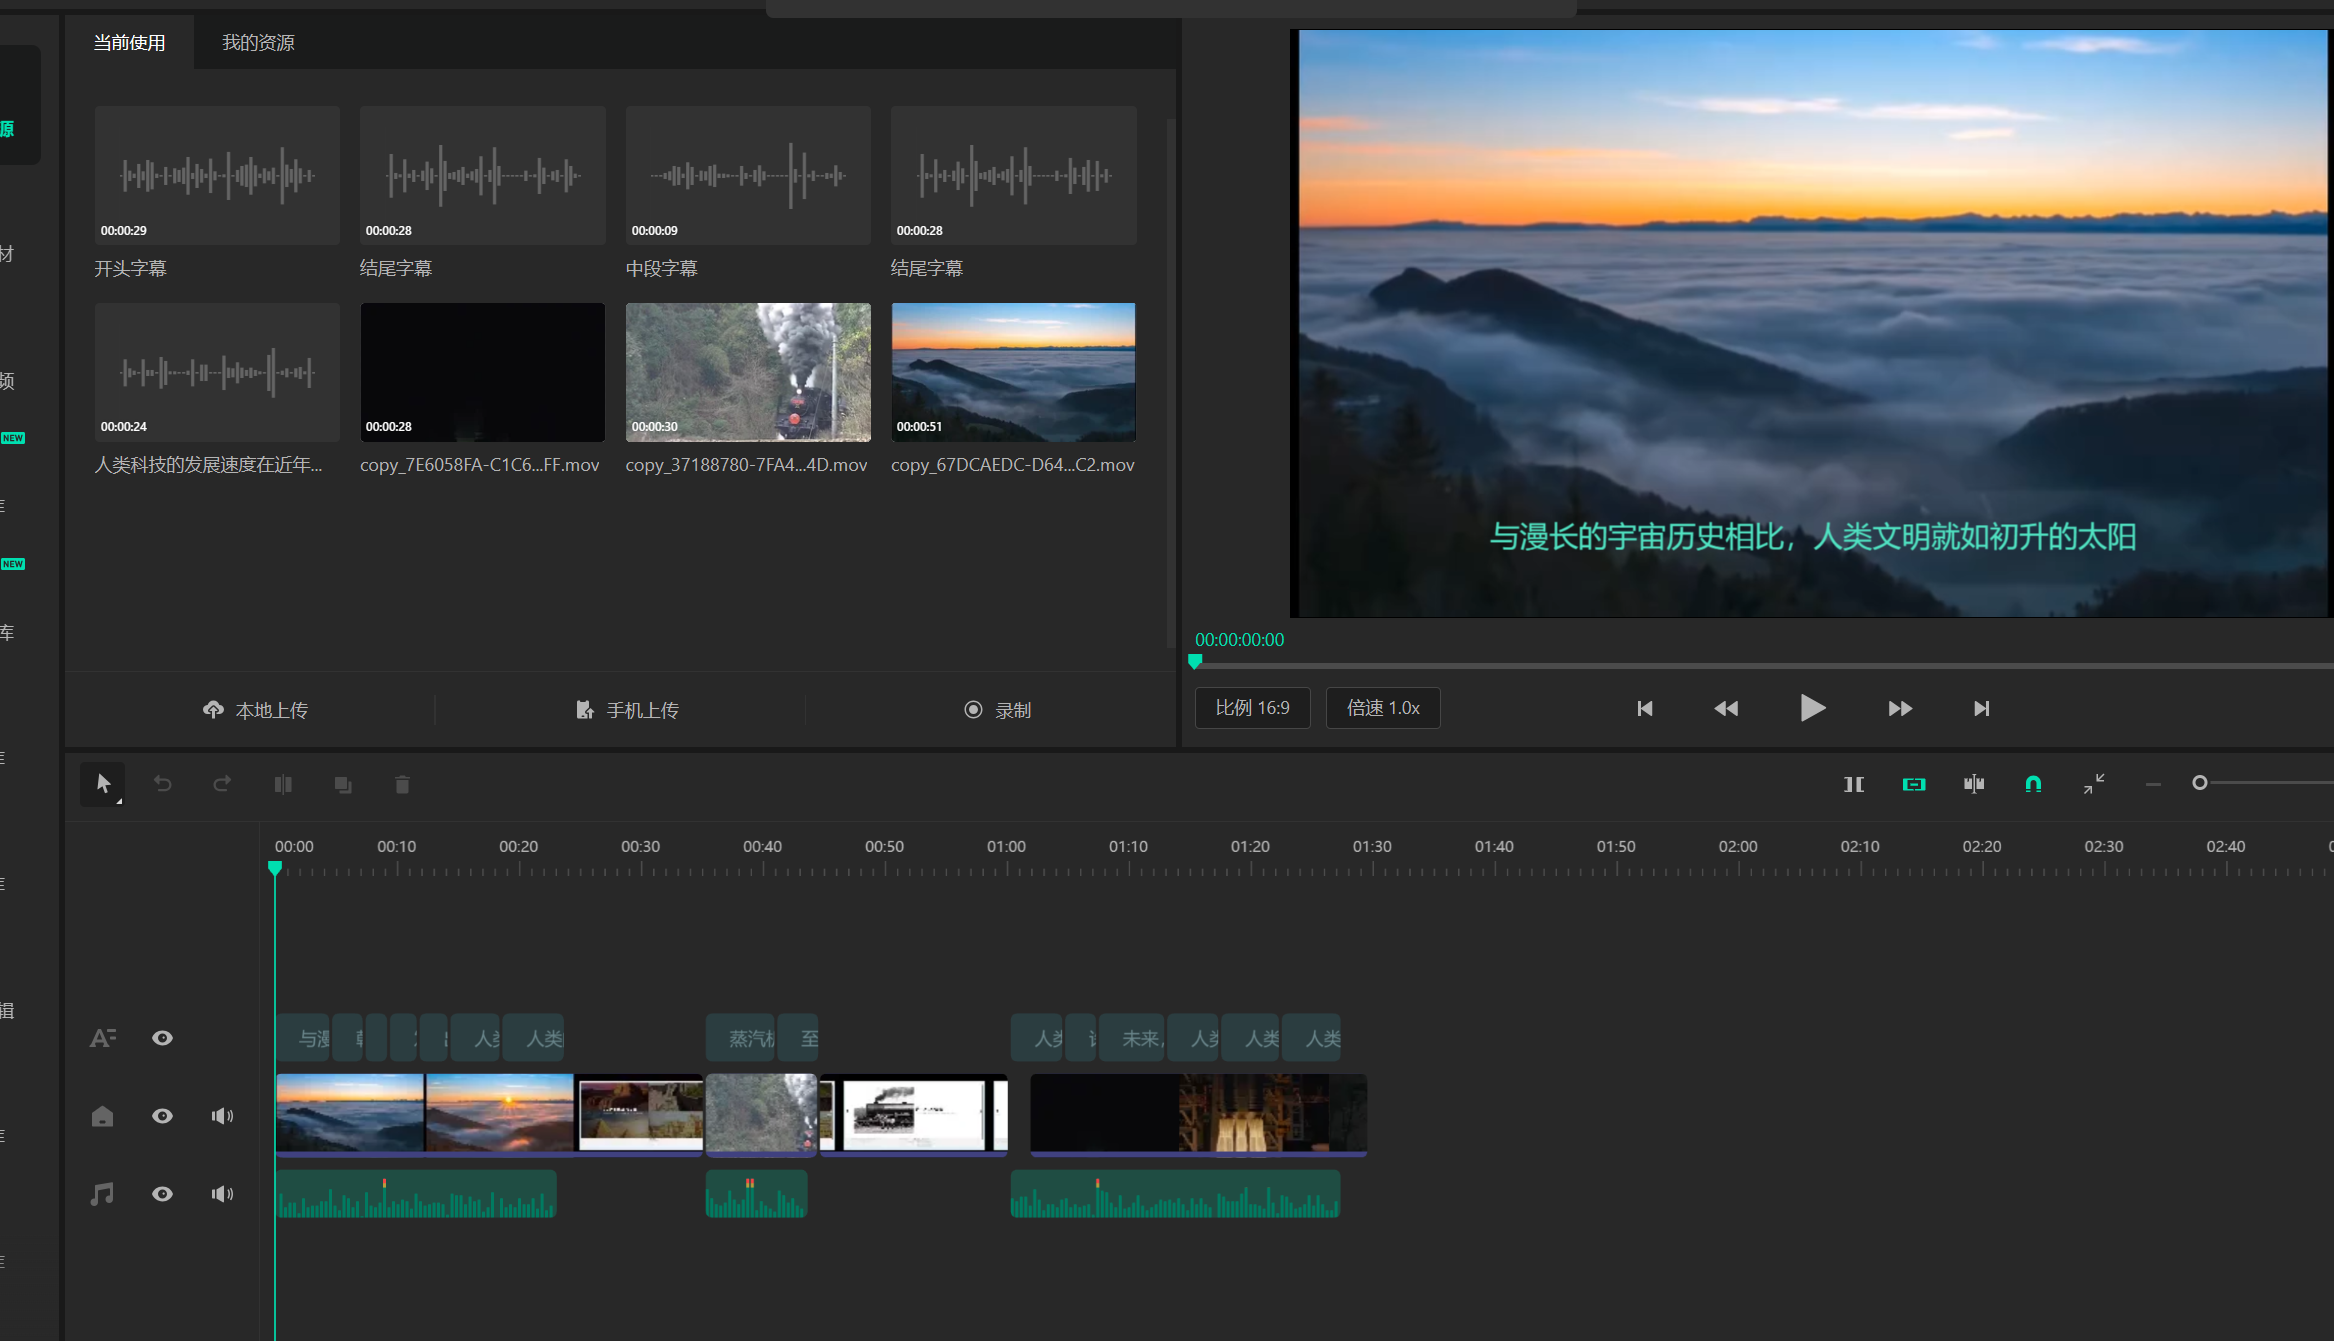 当前使用
我的资源
源
00:00:29
00:00:28
00:00:09
00:00:28
开头字幕
结尾字幕
中段字幕
结尾字幕
00:00:24
00:00:28
00:00:30
00:00:51
人类科技的发展速度在近年...
copy_7E6058FA-C1C6...FF.mov
copy_37188780-7FA4...4D.mov
copy_67DCAEDC-D64...C2.mov
材
频
NEW
NEW
库
辑
与漫长的宇宙历史相比，人类文明就如初升的太阳
00:00:00:00
本地上传
手机上传
录制
比例 16:9
倍速 1.0x
00:00
00:10
00:20
00:30
00:40
00:50
01:00
01:10
01:20
01:30
01:40
01:50
02:00
02:10
02:20
02:30
02:40
与漫
人类
人类
蒸汽机
至
人类
未来,
人类
人类
人类